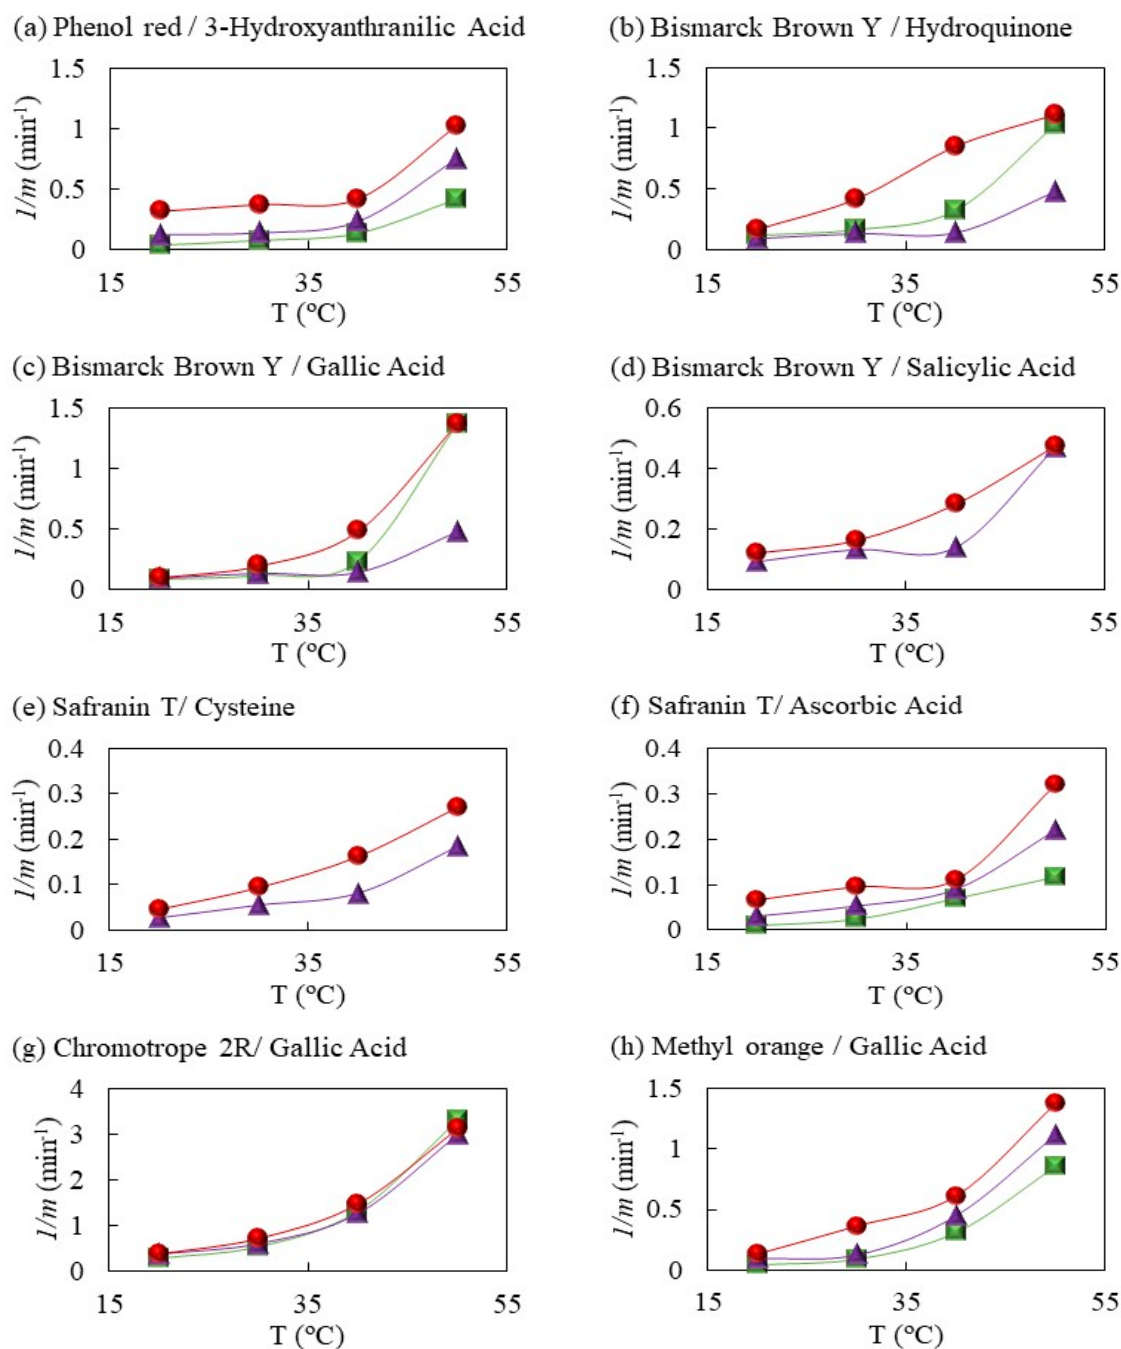 (a) Phenol red / 3-Hydroxyanthranilic Acid
1/m (min-1)
1.5
1
0.5
0
15
35
55
T (ºC)
(b) Bismarck Brown Y / Hydroquinone
1/m (min-1)
1.5
1
0.5
0
15
35
55
T (ºC)
(c) Bismarck Brown Y / Gallic Acid
1/m (min-1)
1.5
1
0.5
0
15
35
55
T (ºC)
(d) Bismarck Brown Y / Salicylic Acid
1/m (min-1)
0.6
0.4
0.2
0
15
35
55
T (ºC)
(e) Safranin T/ Cysteine
1/m (min-1)
0.4
0.3
0.2
0.1
0
15
35
55
T (ºC)
(f) Safranin T/ Ascorbic Acid
1/m (min-1)
0.4
0.3
0.2
0.1
0
15
35
55
T (ºC)
(g) Chromotrope 2R/ Gallic Acid
1/m (min-1)
4
3
2
1
0
15
35
55
T (ºC)
(h) Methyl orange / Gallic Acid
1/m (min-1)
1.5
1
0.5
0
15
35
55
T (ºC)